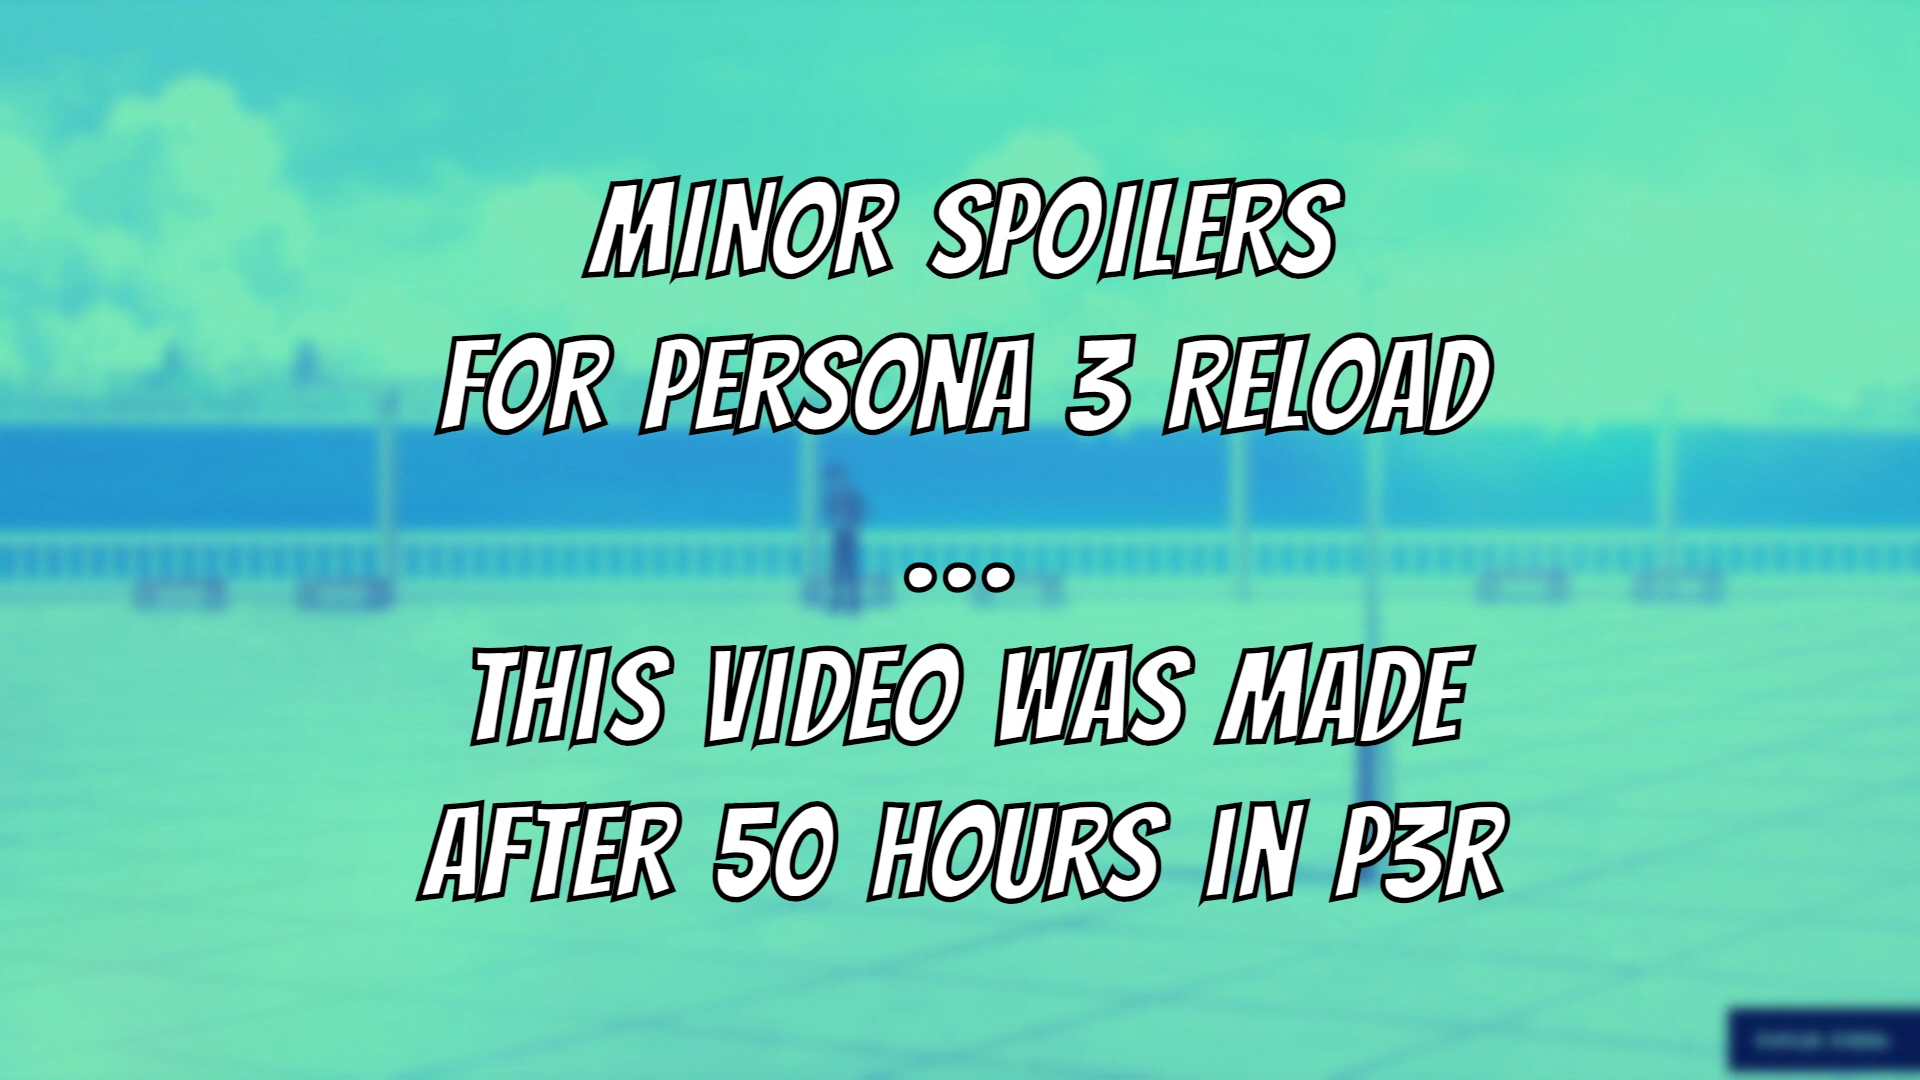 MINOR SPOILERS
FOR PERSONA 3 RELOAD
...
THIS VIDEO WAS MADE
AFTER 50 HOURS IN P3R